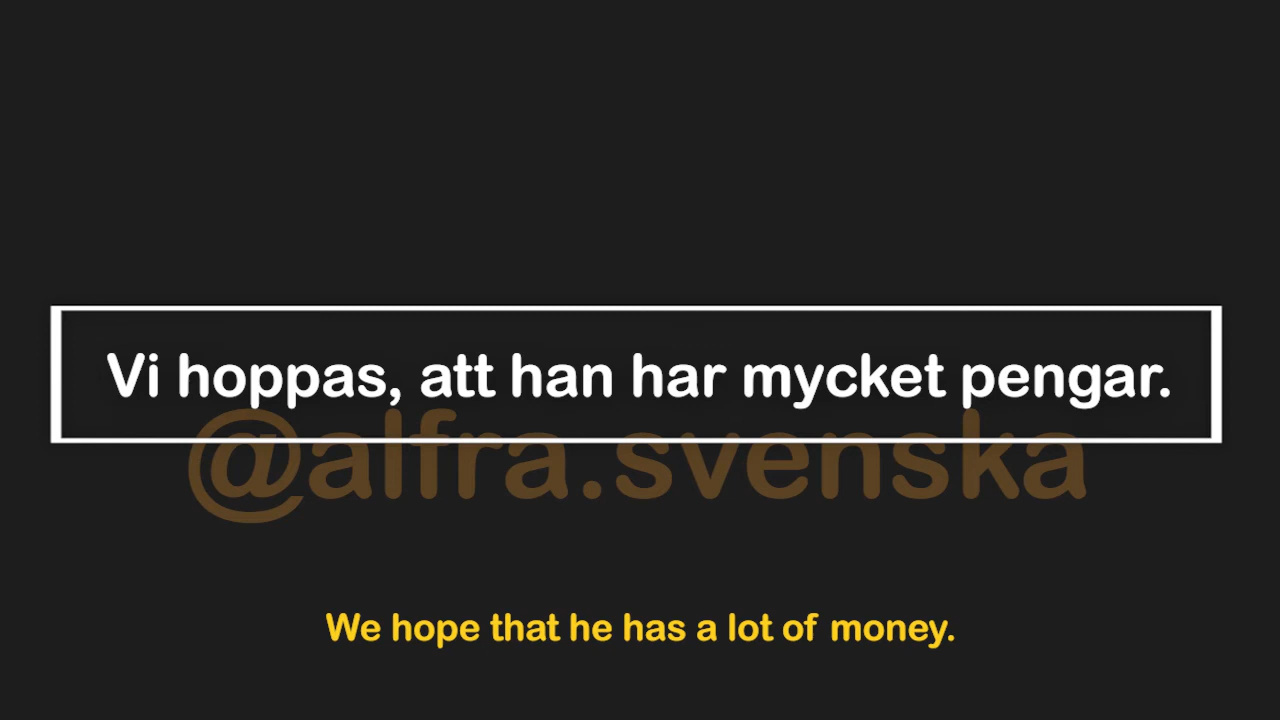 Vi hoppas, att han har mycket pengar.
@alfra.svenska
We hope that he has a lot of money.